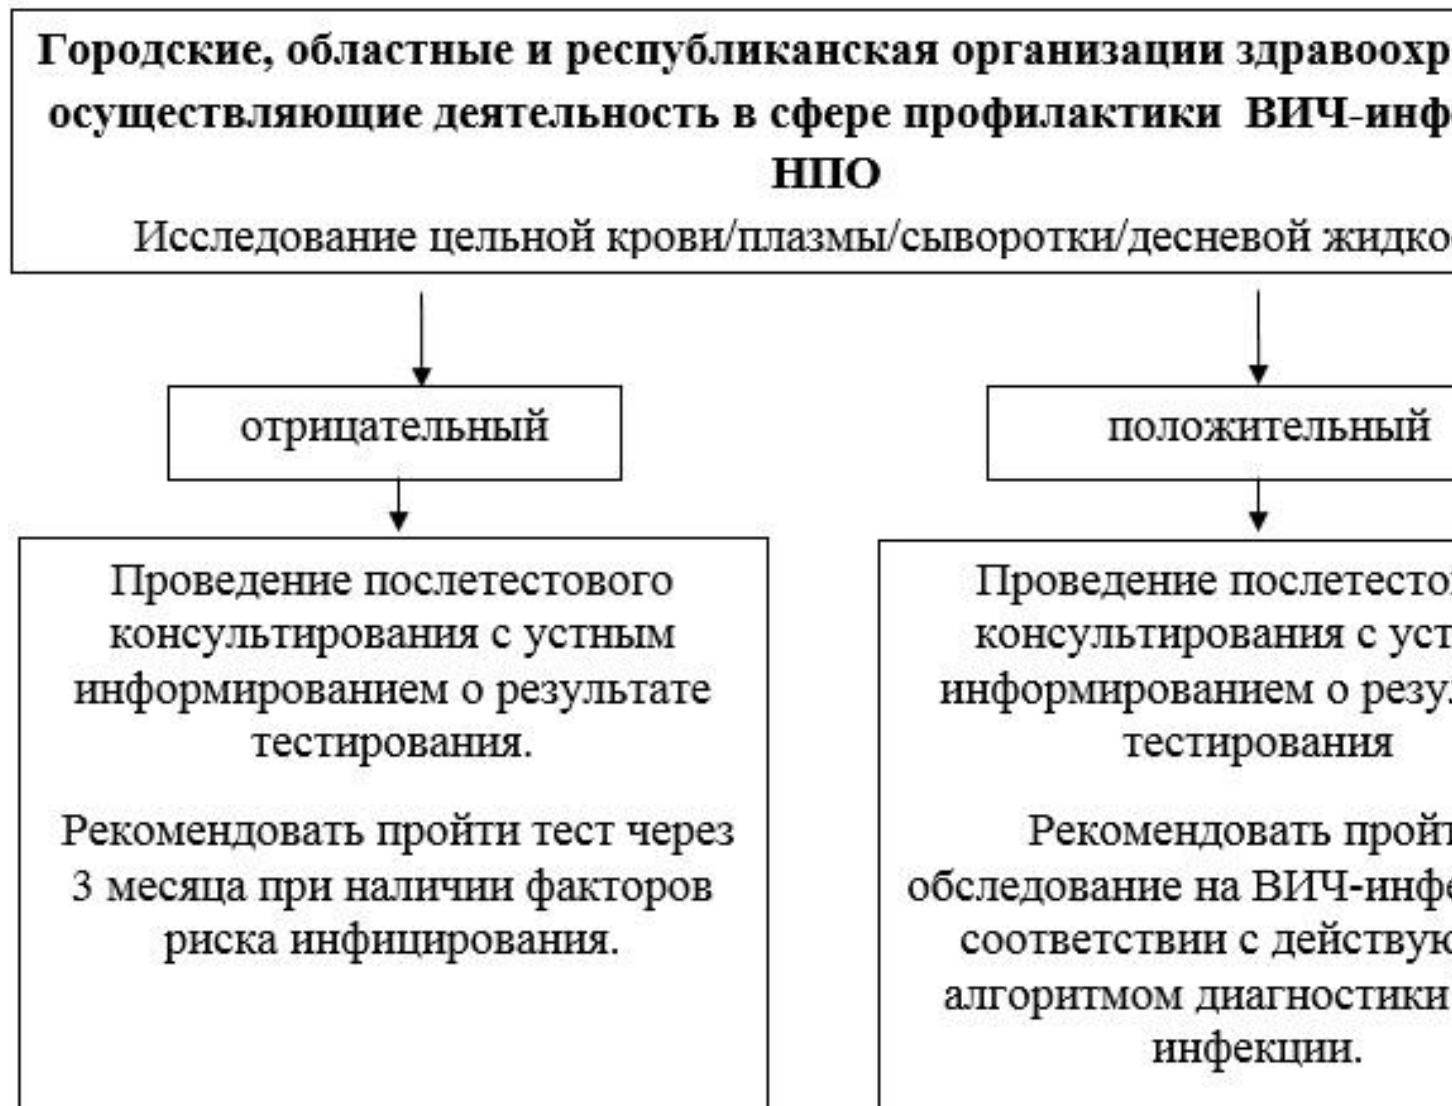 Городские, областные и республиканская организации здравоохр
осуществляющие деятельность в сфере профилактики ВИЧ-инф
НПО
Исследование цельной крови/плазмы/сыворотки/десневой жидко
отрицательный
положительный
Проведение послетестового
консультирования с устным
информированием о результате
тестирования.
Рекомендовать пройти тест через
3 месяца при наличии факторов
риска инфицирования.
Проведение послетесто
консультирования с уст
информированием о резул
тестирования
Рекомендовать пройт
обследование на ВИЧ-инфе
соответствии с действую
алгоритмом диагностики
инфекции.